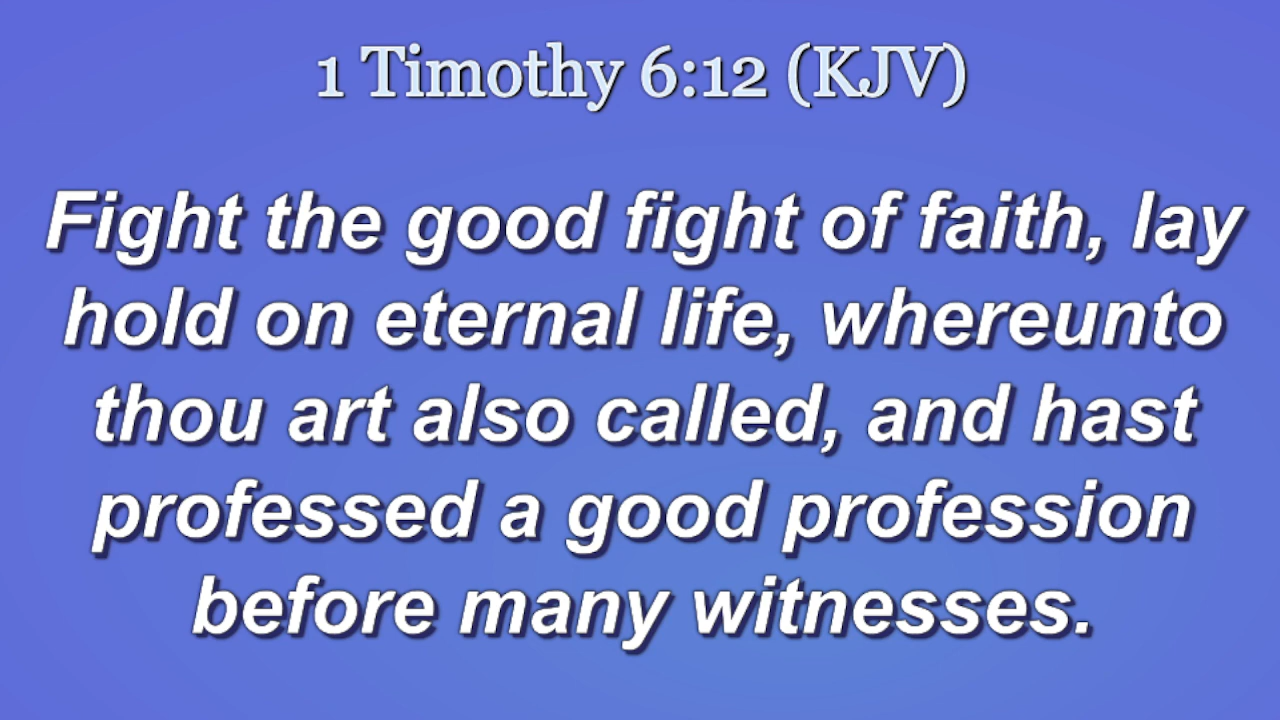 1 Timothy 6:12 (KJV)
Fight the good fight of faith, lay
hold on eternal life, whereunto
thou art also called, and hast
professed a good profession
before many witnesses.